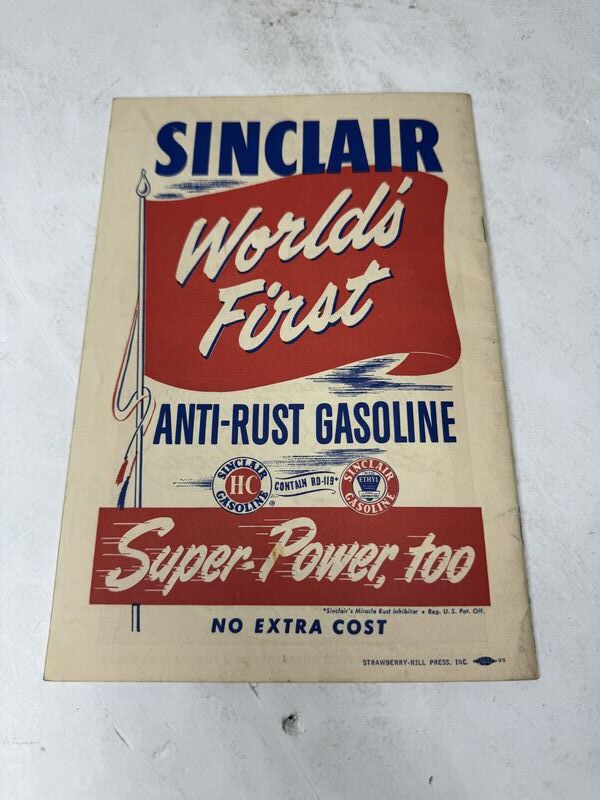 SINCLAIR
World's
First
ANTI-RUST GASOLINE
SINCLAIR
HC
GASOLINE
®
CONTAIN RD-119*
SINCLAIR
ETHYL
GASOLINE
Super-Power, too
*Sinclair's Miracle Rust Inhibitor • Reg. U.S. Pat. Off.
NO EXTRA COST
STRAWBERRY-HILL PRESS, INC.
95